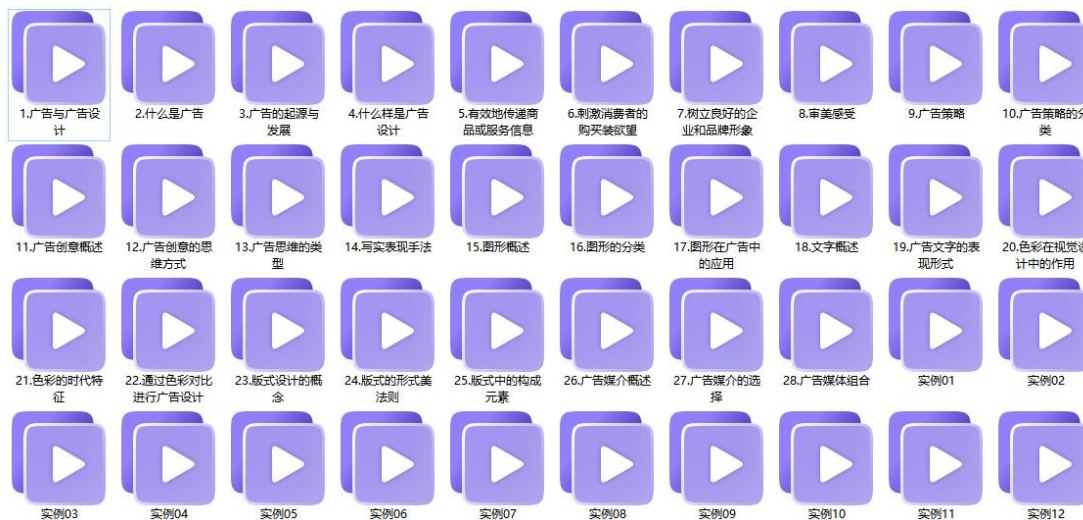 1.广告与广告设
计
2.什么是广告
3.广告的起源与
发展
4.什么样是广告
设计
5.有效地传递商
品或服务信息
6.刺激消费者的
购买装欲望
7.树立良好的企
业和品牌形象
8.审美感受
9.广告策略
10.广告策略的分
类
11.广告创意概述
12.广告创意的思
维方式
13.广告思维的类
型
14.写实表现手法
15.图形概述
16.图形的分类
17.图形在广告中
的应用
18.文字概述
19.广告文字的表
现形式
20.色彩在视觉设
计中的作用
21.色彩的时代特
征
22.通过色彩对比
进行广告设计
23.版式设计的概
念
24.版式的形式美
法则
25.版式中的构成
元素
26.广告媒介概述
27.广告媒介的选
择
28.广告媒体组合
实例01
实例02
实例03
实例04
实例05
实例06
实例07
实例08
实例09
实例10
实例11
实例12